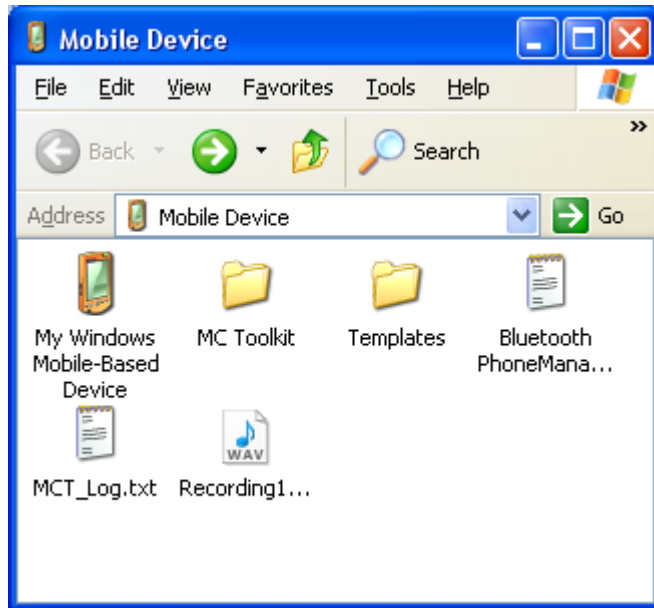 Mobile Device
File Edit View Favorites Tools Help
Back Search »
Address Mobile Device Go
My Windows Mobile-Based Device
MC Toolkit
Templates
Bluetooth PhoneMana...
MCT_Log.txt
WAV
Recording1...